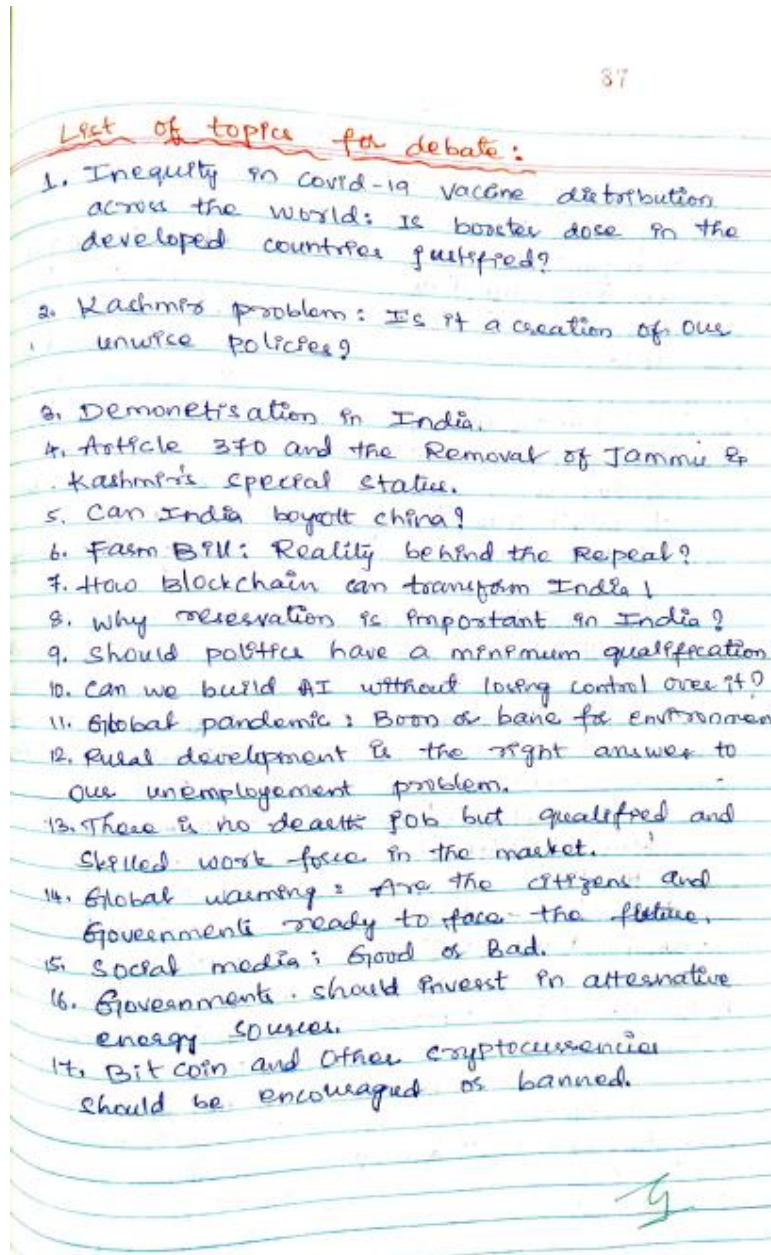 87
List of topics for debate:
1. Inequity in covid-19 vaccine distribution
across the world: Is booster dose in the
developed countries justified?
2. Kashmir problem: Is it a creation of our
unwise policies?
3. Demonetisation in India.
4. Article 370 and the Removal of Jammu &
Kashmir's special status.
5. Can India boycott china?
6. Farm Bill: Reality behind the Repeal?
7. How blockchain can transform India!
8. Why reservation is important in India?
9. Should politics have a minimum qualification
10. Can we build AI without losing control over it?
11. Global pandemic: Boon or bane for environmen
12. Rural development is the right answer to
our unemployement problem.
13. There is no dearth job but qualified and
Skilled work force in the market.
14. Global warming: Are the citizens and
Governments ready to face the future.
15. Social media: Good or Bad.
16. Governments. should invest in alternative
energy sources.
17. Bit coin and Other cryptocurrencies
should be encouraged or banned.